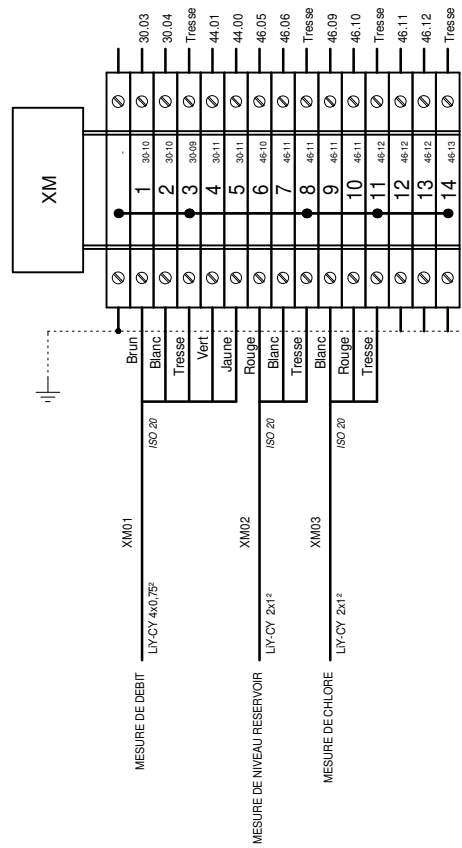 XM
30.03
30.04
Tresse
44.01
44.00
46.05
46.06
Tresse
46.09
46.10
Tresse
46.11
46.12
Tresse
1 30-10
2 30-10
3 30-09
4 30-11
5 30-11
6 46-10
7 46-11
8 46-11
9 46-11
10 46-11
11 46-12
12 46-12
13 46-12
14 46-13
Brun
Blanc
Tresse
Vert
Jaune
Rouge
Blanc
Tresse
Blanc
Rouge
Tresse
ISO 20
ISO 20
ISO 20
XM01
XM02
XM03
LiY-CY 4x0,75²
LiY-CY 2x1²
LiY-CY 2x1²
MESURE DE DEBIT
MESURE DE NIVEAU RESERVOIR
MESURE DE CHLORE